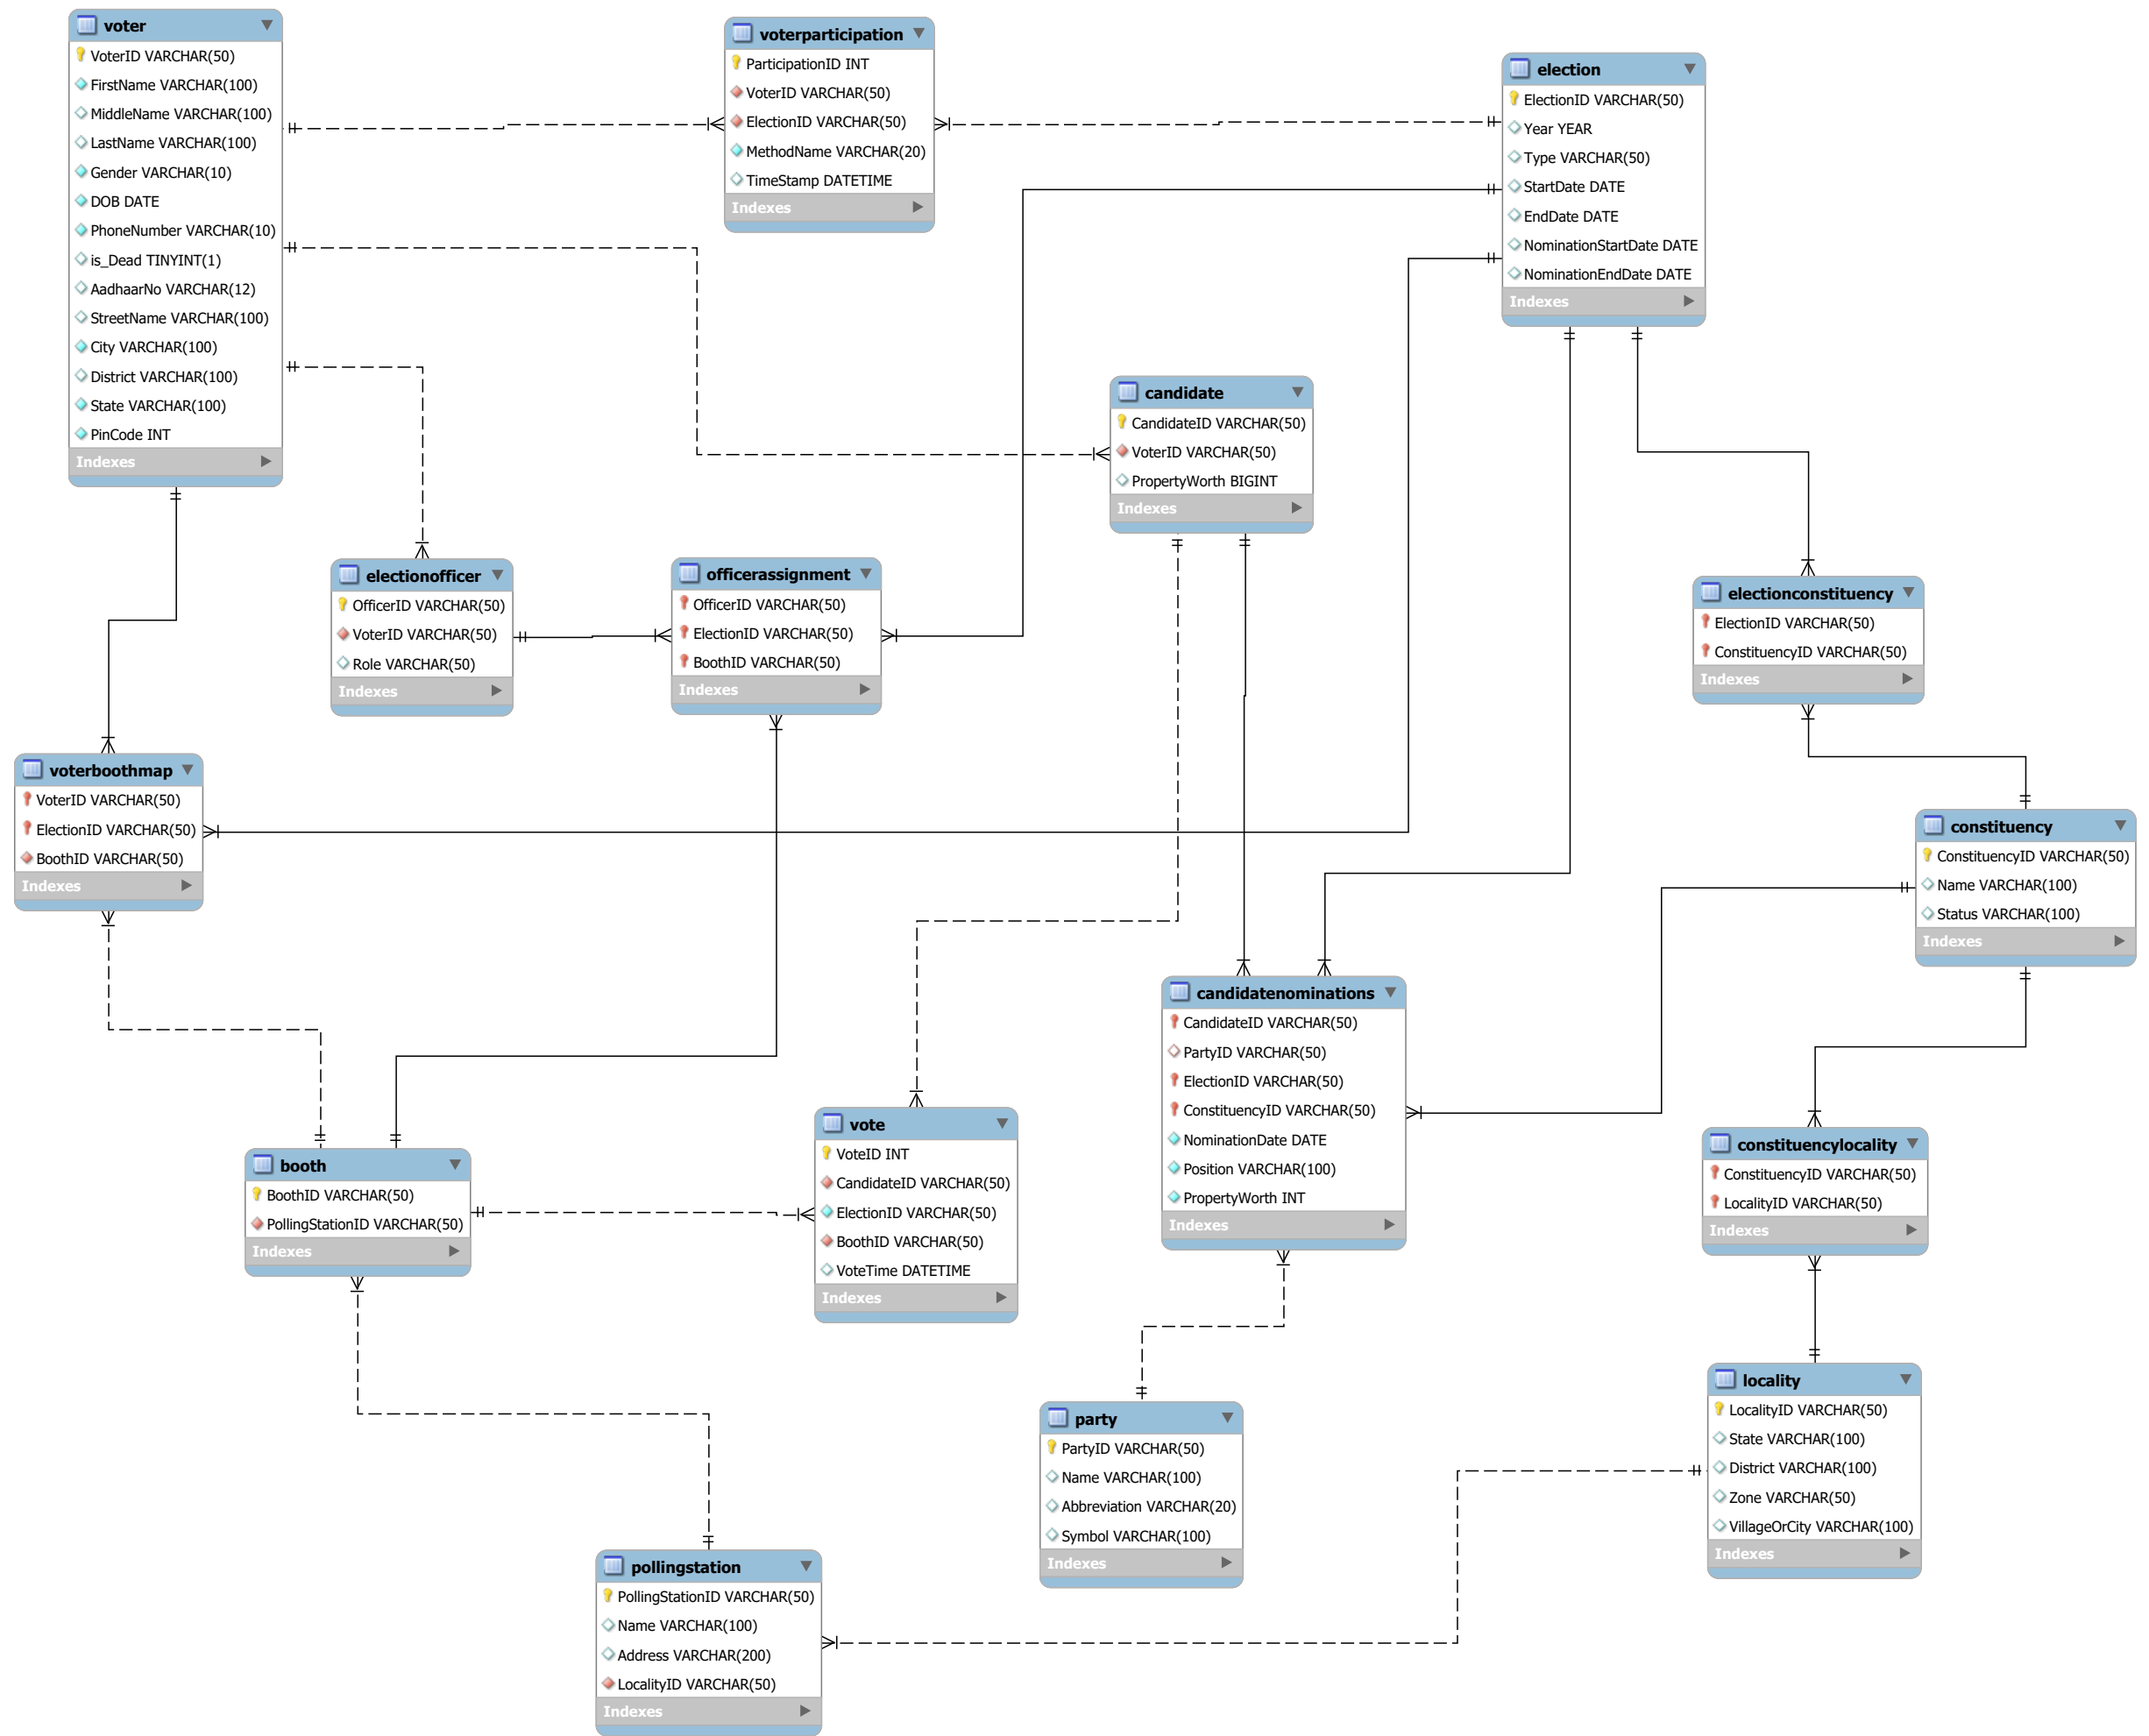 voter
VoterID VARCHAR(50)
FirstName VARCHAR(100)
MiddleName VARCHAR(100)
LastName VARCHAR(100)
Gender VARCHAR(10)
DOB DATE
PhoneNumber VARCHAR(10)
is_Dead TINYINT(1)
AadhaarNo VARCHAR(12)
StreetName VARCHAR(100)
City VARCHAR(100)
District VARCHAR(100)
State VARCHAR(100)
PinCode INT
Indexes
voterparticipation
ParticipationID INT
VoterID VARCHAR(50)
ElectionID VARCHAR(50)
MethodName VARCHAR(20)
TimeStamp DATETIME
Indexes
election
ElectionID VARCHAR(50)
Year YEAR
Type VARCHAR(50)
StartDate DATE
EndDate DATE
NominationStartDate DATE
NominationEndDate DATE
Indexes
candidate
CandidateID VARCHAR(50)
VoterID VARCHAR(50)
PropertyWorth BIGINT
Indexes
electionofficer
OfficerID VARCHAR(50)
VoterID VARCHAR(50)
Role VARCHAR(50)
Indexes
officerassignment
OfficerID VARCHAR(50)
ElectionID VARCHAR(50)
BoothID VARCHAR(50)
Indexes
electionconstituency
ElectionID VARCHAR(50)
ConstituencyID VARCHAR(50)
Indexes
voterboothmap
VoterID VARCHAR(50)
ElectionID VARCHAR(50)
BoothID VARCHAR(50)
Indexes
constituency
ConstituencyID VARCHAR(50)
Name VARCHAR(100)
Status VARCHAR(100)
Indexes
candidatenominations
CandidateID VARCHAR(50)
PartyID VARCHAR(50)
ElectionID VARCHAR(50)
ConstituencyID VARCHAR(50)
NominationDate DATE
Position VARCHAR(100)
PropertyWorth INT
Indexes
vote
VoteID INT
CandidateID VARCHAR(50)
ElectionID VARCHAR(50)
BoothID VARCHAR(50)
VoteTime DATETIME
Indexes
constituencylocality
ConstituencyID VARCHAR(50)
LocalityID VARCHAR(50)
Indexes
booth
BoothID VARCHAR(50)
PollingStationID VARCHAR(50)
Indexes
locality
LocalityID VARCHAR(50)
State VARCHAR(100)
District VARCHAR(100)
Zone VARCHAR(50)
VillageOrCity VARCHAR(100)
Indexes
party
PartyID VARCHAR(50)
Name VARCHAR(100)
Abbreviation VARCHAR(20)
Symbol VARCHAR(100)
Indexes
pollingstation
PollingStationID VARCHAR(50)
Name VARCHAR(100)
Address VARCHAR(200)
LocalityID VARCHAR(50)
Indexes